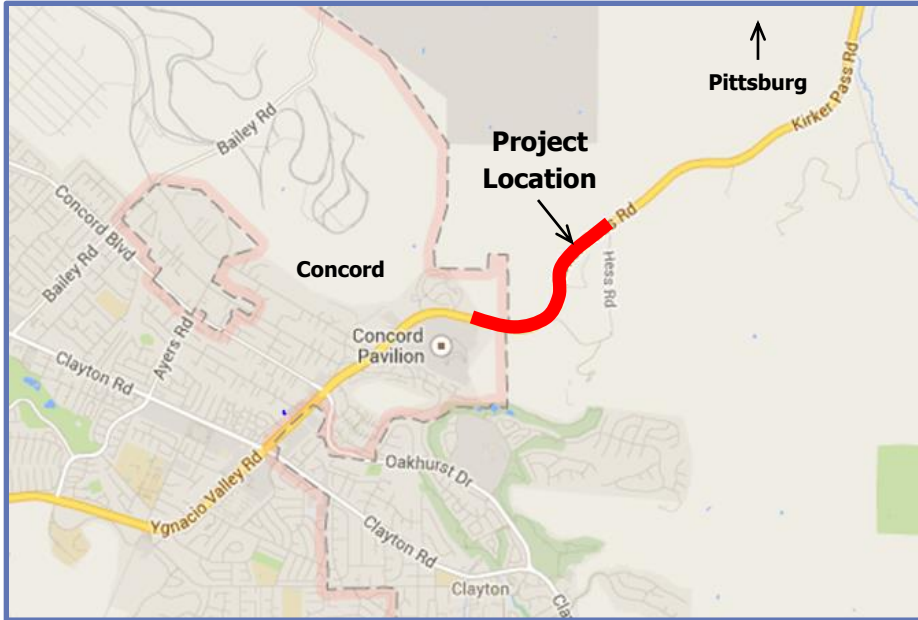 Pittsburg
Kirker Pass Rd
Bailey Rd
Project
Location
s Rd
Concord Blvd
Bailey Rd
Concord
Hess Rd
Ayers Rd
Concord
Pavilion
Clayton Rd
Oakhurst Dr
Ygnacio Valley Rd
Clayton Rd
Clayton
Cla